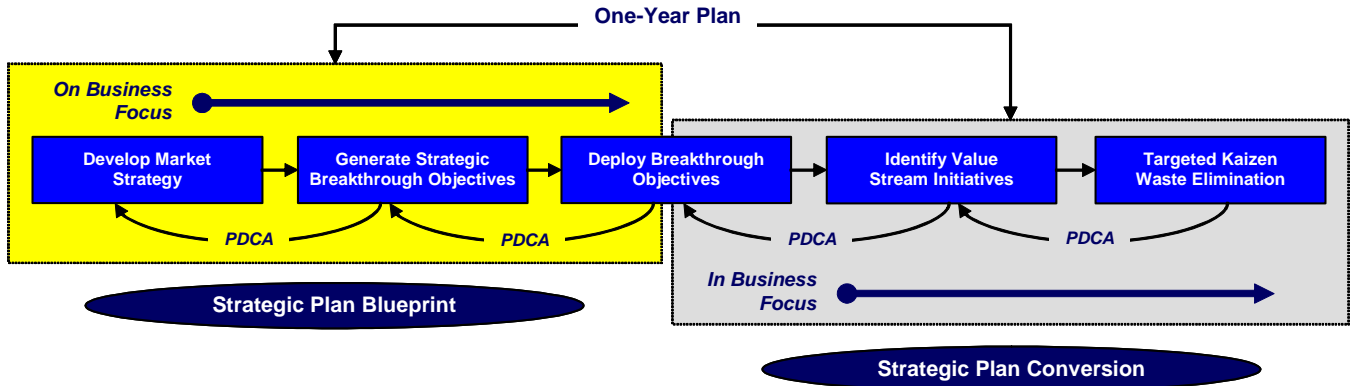 One-Year Plan
On Business
Focus
Develop Market
Strategy
Generate Strategic
Breakthrough Objectives
Deploy Breakthrough
Objectives
Identify Value
Stream Initiatives
Targeted Kaizen
Waste Elimination
PDCA
PDCA
PDCA
PDCA
In Business
Focus
Strategic Plan Blueprint
Strategic Plan Conversion